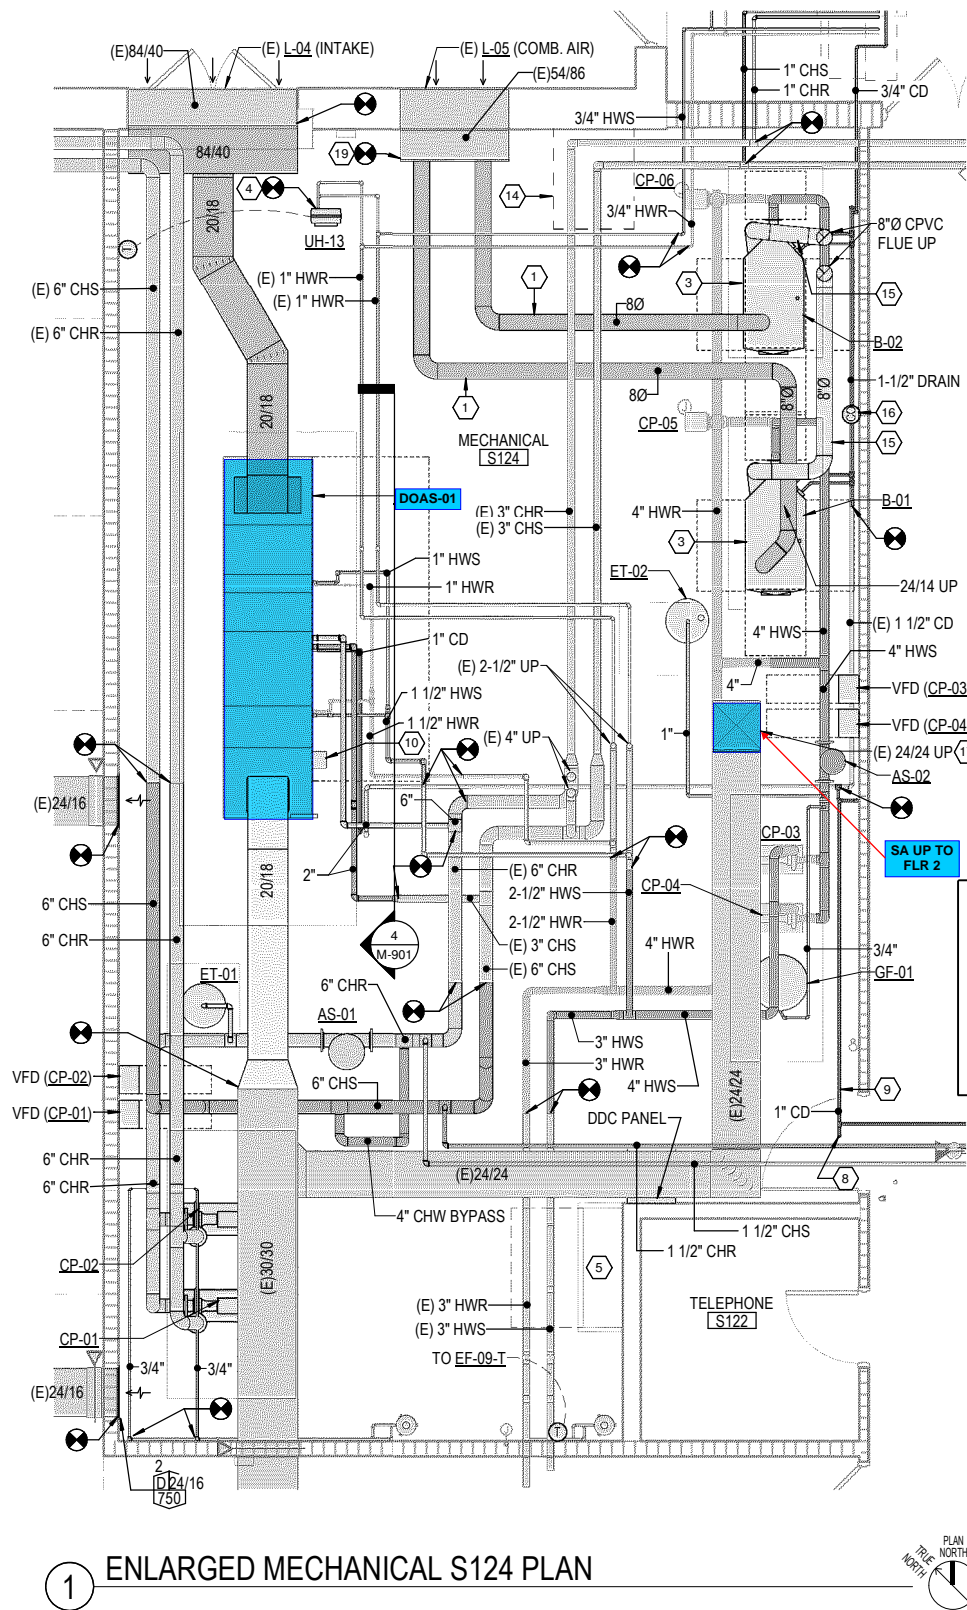 (E)84/40
(E) L-04 (INTAKE)
(E) L-05 (COMB. AIR)
(E)54/86
1" CHS
1" CHR
3/4" CD
3/4" HWS
84/40
19
4
14
CP-06
20/18
UH-13
3/4" HWR
8"Ø CPVC
FLUE UP
T
(E) 6" CHS
(E) 1" HWR
(E) 1" HWR
1
3
15
8Ø
(E) 6" CHR
B-02
1-1/2" DRAIN
1
8Ø
8"Ø
8"Ø
16
20/18
CP-05
MECHANICAL
S124
15
DOAS-01
B-01
(E) 3" CHR
4" HWR
(E) 3" CHS
3
1" HWS
ET-02
1" HWR
24/14 UP
1" CD
4" HWS
(E) 1 1/2" CD
4" HWS
(E) 2-1/2" UP
4"
VFD (CP-03
1 1/2" HWS
1 1/2" HWR
(E) 4" UP
1"
VFD (CP-04
10
(E) 24/24 UP
1
AS-02
(E)24/16
6"
CP-03
SA UP TO
FLR 2
2"
(E) 6" CHR
20/18
CP-04
6" CHS
2-1/2" HWS
2-1/2" HWR
4
M-901
6" CHR
(E) 3" CHS
4" HWR
3/4"
(E) 6" CHS
ET-01
GF-01
6" CHR
AS-01
3" HWS
3" HWR
VFD (CP-02)
6" CHS
4" HWS
9
VFD (CP-01)
(E)24/24
DDC PANEL
1" CD
6" CHR
(E)24/24
8
6" CHR
4" CHW BYPASS
1 1/2" CHS
1 1/2" CHR
CP-02
(E)30/30
5
(E) 3" HWR
TELEPHONE
S122
(E) 3" HWS
CP-01
TO EF-09-T
3/4"
3/4"
(E)24/16
T
2
D 24/16
750
1
ENLARGED MECHANICAL S124 PLAN
PLAN
NORTH
TRUE
NORTH